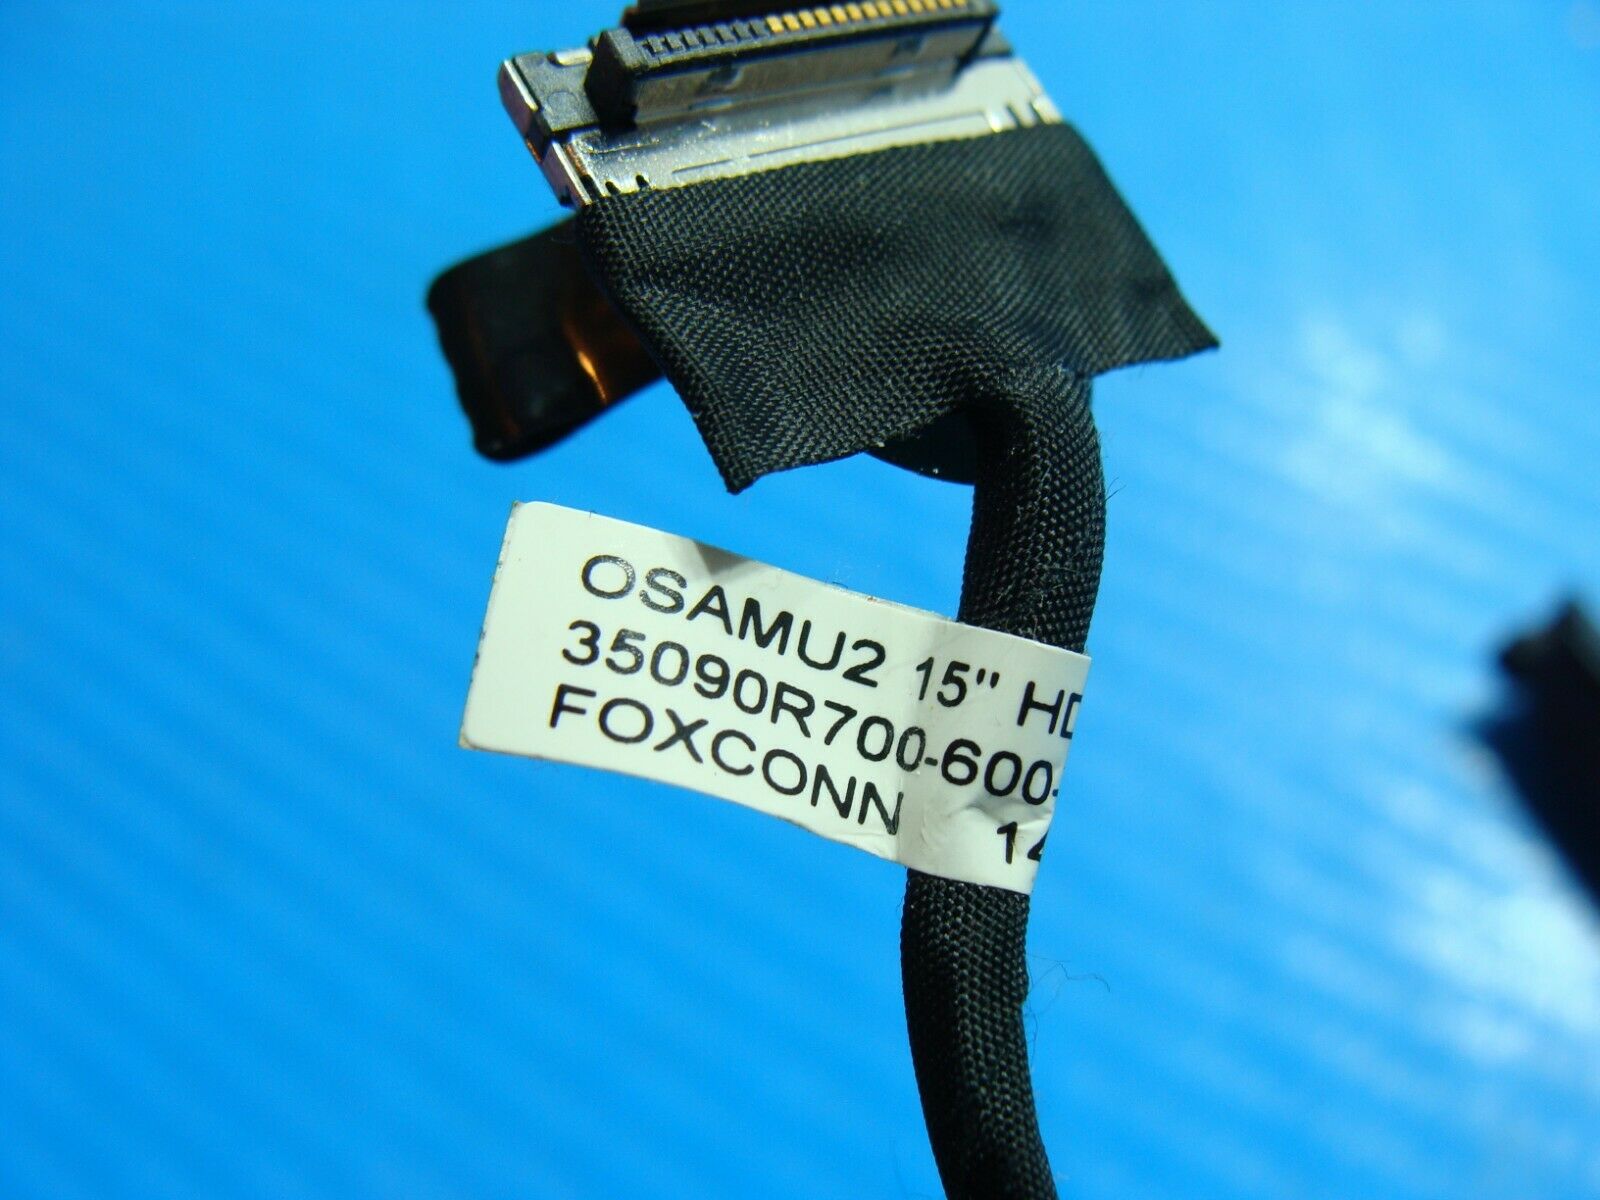 OSAMU2 15" HD
35090R700-600-
FOXCONN 14